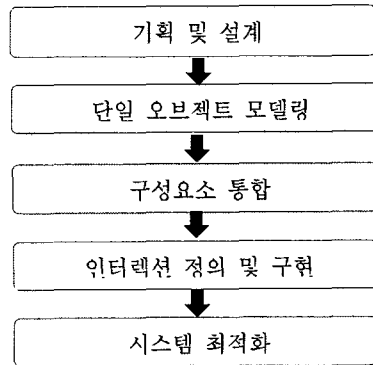 기획 및 설계
단일 오브젝트 모델링
구성요소 통합
인터렉션 정의 및 구현
시스템 최적화